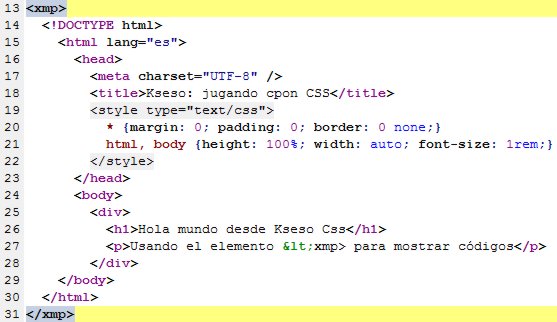 13 <xmp>
14 <!DOCTYPE html>
15 <html lang="es">
16 <head>
17 <meta charset="UTF-8" />
18 <title>Kseso: jugando cpon CSS</title>
19 <style type="text/css">
20 * {margin: 0; padding: 0; border: 0 none;}
21 html, body {height: 100%; width: auto; font-size: 1rem;}
22 </style>
23 </head>
24 <body>
25 <div>
26 <h1>Hola mundo desde Kseso Css</h1>
27 <p>Usando el elemento &lt;xmp> para mostrar códigos</p>
28 </div>
29 </body>
30 </html>
31 </xmp>